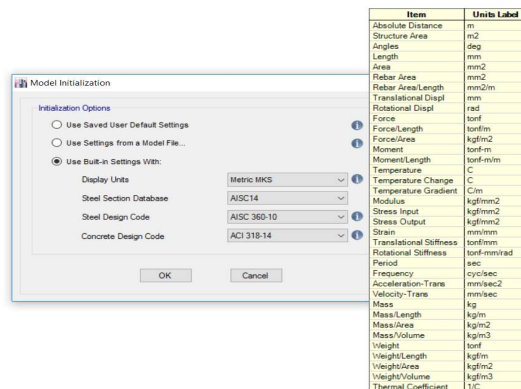 Model Initialization
Initialization Options
Use Saved User Default Settings
Use Settings from a Model File...
Use Built-in Settings With:
Display Units Metric MKS
Steel Section Database AISC14
Steel Design Code AISC 360-10
Concrete Design Code ACI 318-14
OK Cancel
Item Units Label
Absolute Distance m
Structure Area m2
Angles deg
Length mm
Area mm2
Rebar Area mm2
Rebar Area/Length mm2/m
Translational Displ mm
Rotational Displ rad
Force tonf
Force/Length tonf/m
Force/Area kgf/m2
Moment tonf-m
Moment/Length tonf-m/m
Temperature C
Temperature Change C
Temperature Gradient C/m
Modulus kgf/mm2
Stress Input kgf/mm2
Stress Output kgf/mm2
Strain mm/mm
Translational Stiffness tonf/mm
Rotational Stiffness tonf-mm/rad
Period sec
Frequency cyc/sec
Acceleration-Trans mm/sec2
Velocity-Trans mm/sec
Mass kg
Mass/Length kg/m
Mass/Area kg/m2
Mass/Volume kg/m3
Weight tonf
Weight/Length kgf/m
Weight/Area kgf/m2
Weight/Volume kgf/m3
Thermal Coefficient 1/C